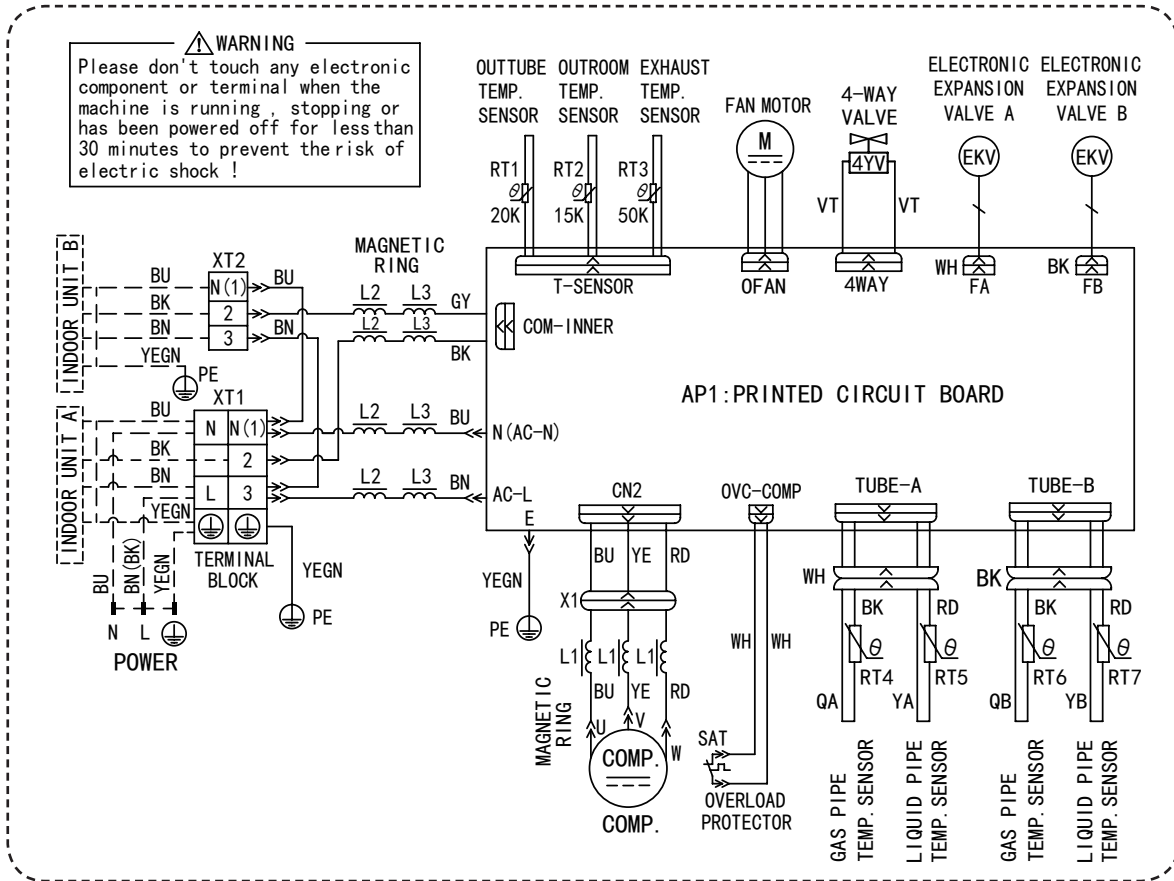 WARNING
Please don't touch any electronic
component or terminal when the
machine is running , stopping or
has been powered off for less than
30 minutes to prevent the risk of
electric shock !
OUTTUBE
TEMP.
SENSOR
OUTROOM
TEMP.
SENSOR
EXHAUST
TEMP.
SENSOR
FAN MOTOR
4-WAY
VALVE
ELECTRONIC
EXPANSION
VALVE A
ELECTRONIC
EXPANSION
VALVE B
RT1
θ
20K
RT2
θ
15K
RT3
θ
50K
M
4YV
VT
VT
EKV
EKV
T-SENSOR
OFAN
4WAY
WH
FA
BK
FB
INDOOR UNIT B
BU
BK
BN
YEGN
PE
XT2
N(1)
2
3
BU
BN
MAGNETIC
RING
L2
L3
GY
L2
L3
BK
COM-INNER
AP1:PRINTED CIRCUIT BOARD
INDOOR UNIT A
BU
BK
BN
YEGN
XT1
N
N(1)
2
L
3
TERMINAL
BLOCK
YEGN
PE
L2
L3
BU
N(AC-N)
L2
L3
BN
AC-L
BU
BN(BK)
YEGN
N
L
POWER
E
YEGN
PE
CN2
BU
YE
RD
X1
L1
L1
L1
MAGNETIC
RING
BU
YE
RD
U
V
W
COMP.
COMP.
OVC-COMP
WH
WH
SAT
OVERLOAD
PROTECTOR
TUBE-A
WH
BK
RD
θ
RT4
θ
RT5
QA
YA
GAS PIPE
TEMP. SENSOR
LIQUID PIPE
TEMP. SENSOR
TUBE-B
BK
BK
RD
θ
RT6
θ
RT7
QB
YB
GAS PIPE
TEMP. SENSOR
LIQUID PIPE
TEMP. SENSOR